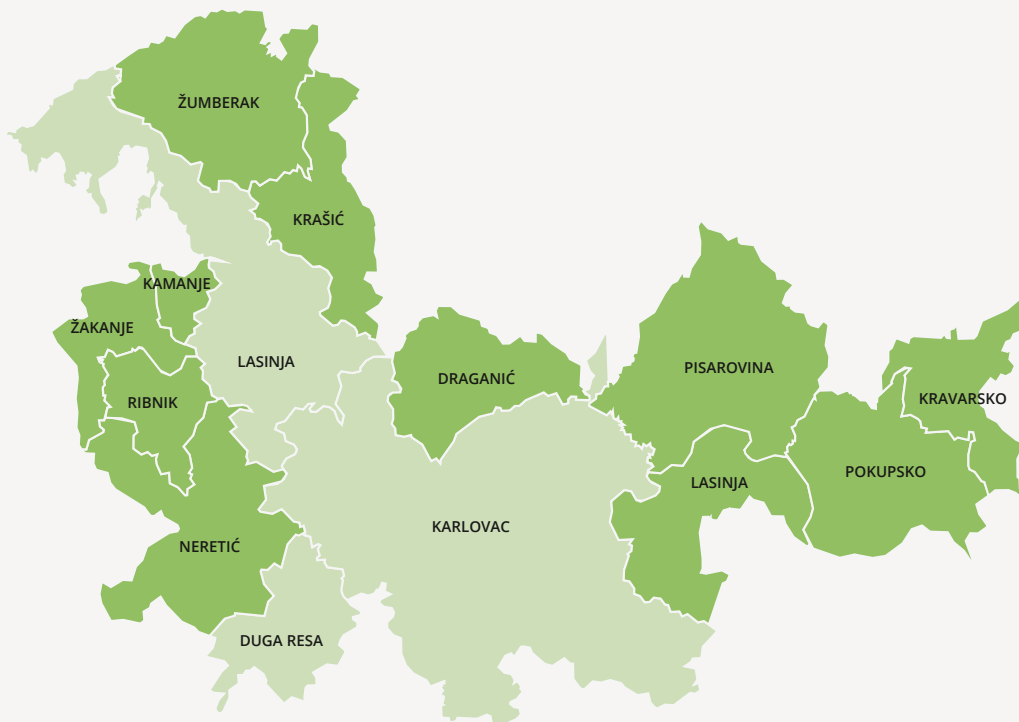 ŽUMBERAK
KRAŠIĆ
KAMANJE
ŽAKANJE
LASINJA
DRAGANIĆ
PISAROVINA
RIBNIK
KRAVARSKO
POKUPSKO
LASINJA
KARLOVAC
NERETIĆ
DUGA RESA